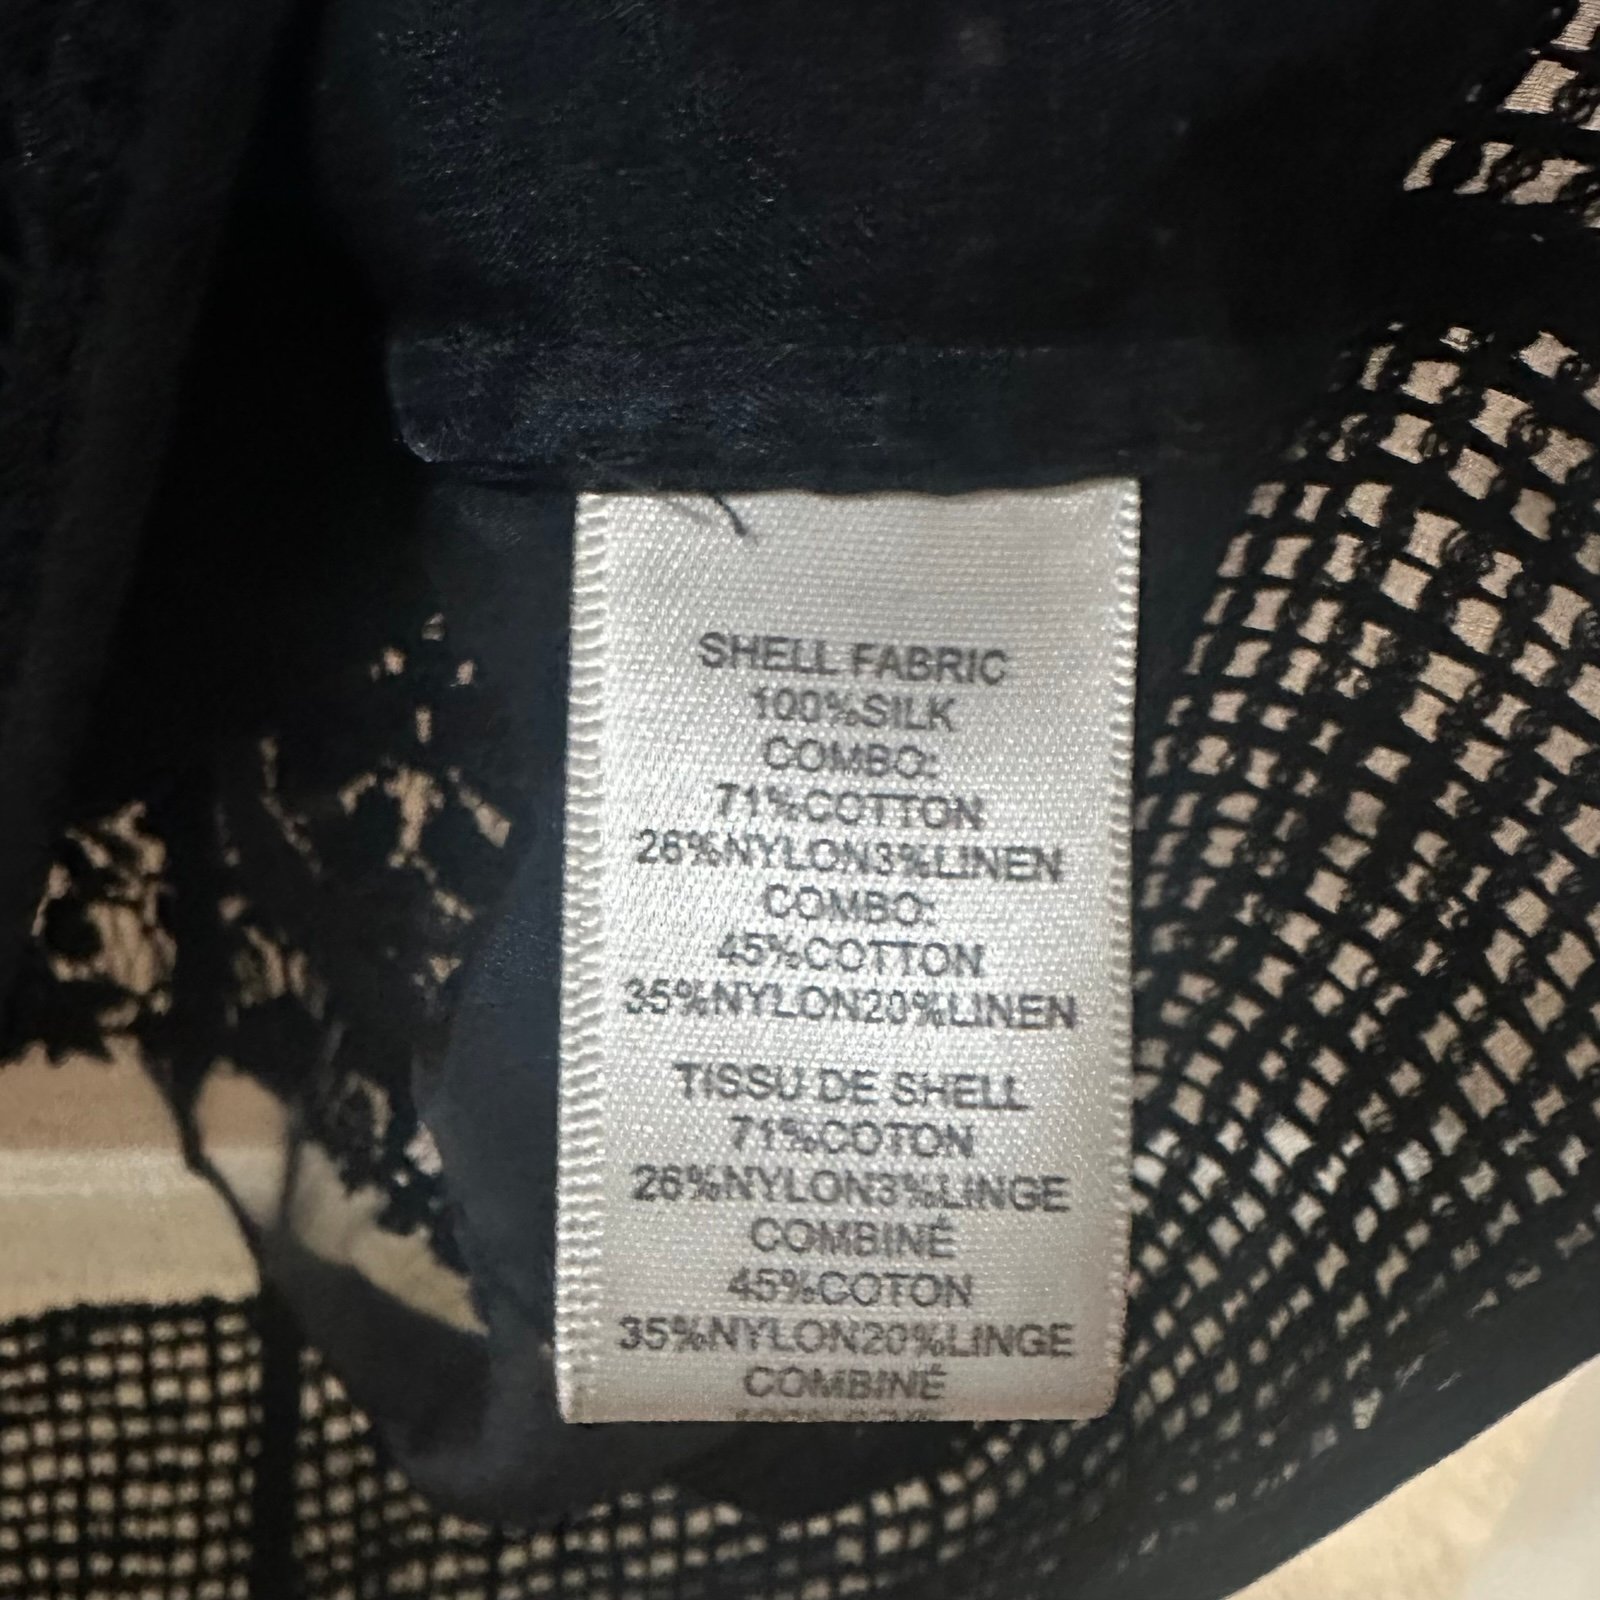 SHELL FABRIC
100%SILK
COMBO:
71%COTTON
26%NYLON3%LINEN
COMBO:
45%COTTON
35%NYLON20%LINEN
TISSU DE SHELL
71%COTON
26%NYLON3%LINGE
COMBINÉ
45%COTON
35%NYLON20%LINGE
COMBINÉ